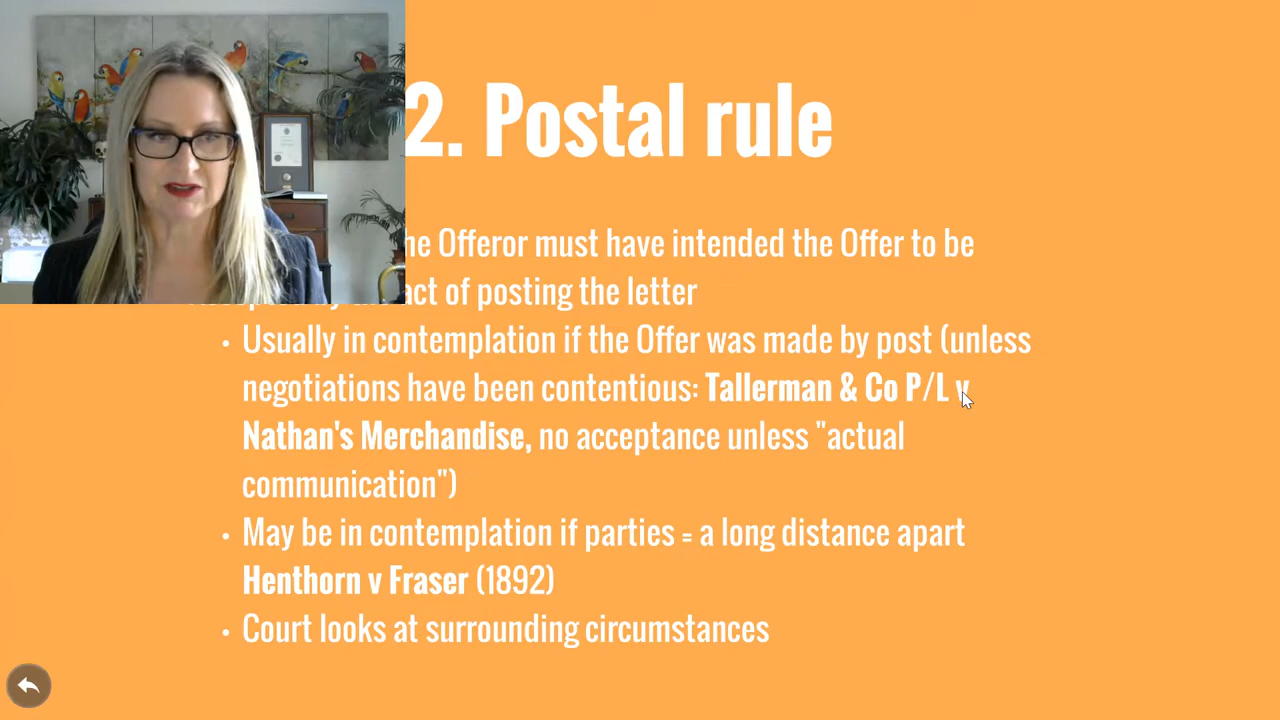 2. Postal rule
he Offeror must have intended the Offer to be
act of posting the letter
• Usually in contemplation if the Offer was made by post (unless
negotiations have been contentious: Tallerman & Co P/L v
Nathan's Merchandise, no acceptance unless "actual
communication")
• May be in contemplation if parties = a long distance apart
Henthorn v Fraser (1892)
• Court looks at surrounding circumstances